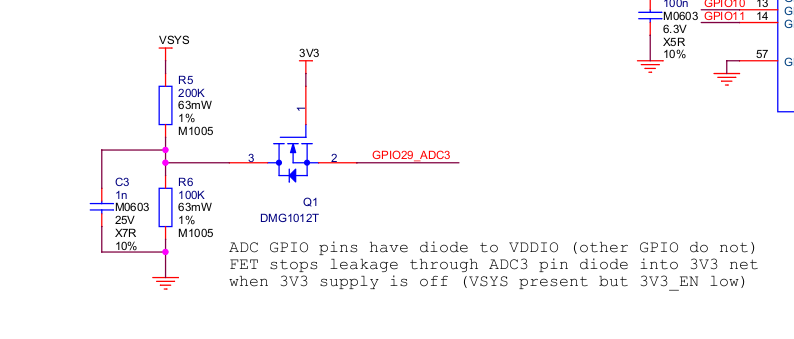 VSYS
R5
200K
63mW
1%
M1005
3V3
1
3
2
GPIO29_ADC3
Q1
DMG1012T
C3
1n
M0603
25V
X7R
10%
R6
100K
63mW
1%
M1005
100n
M0603
6.3V
X5R
10%
GPIO10
13
GPIO11
14
57
ADC GPIO pins have diode to VDDIO (other GPIO do not)
FET stops leakage through ADC3 pin diode into 3V3 net
when 3V3 supply is off (VSYS present but 3V3_EN low)